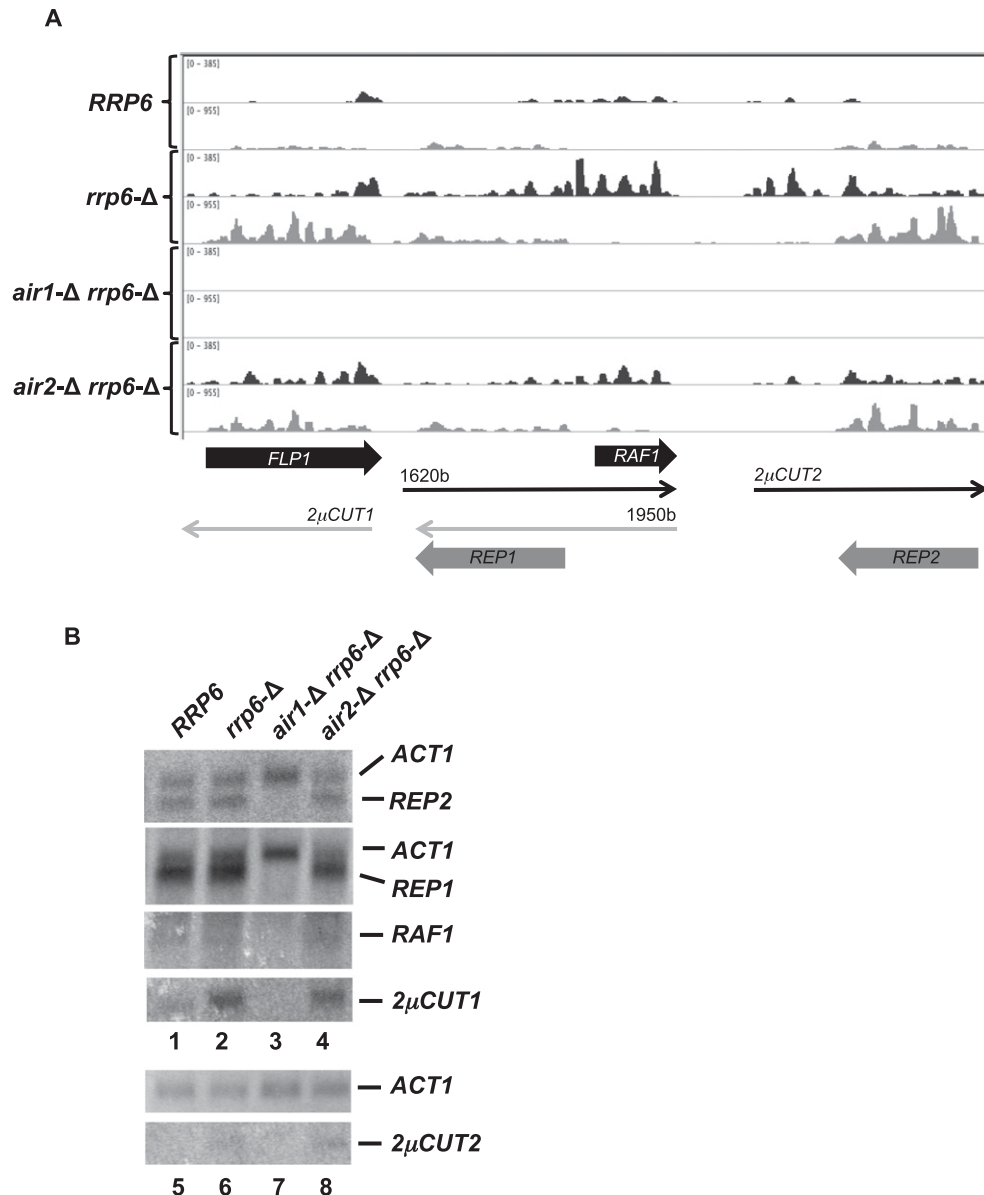 A
RRP6
[0 - 385]
[0 - 955]
rrp6-Δ
[0 - 385]
[0 - 955]
air1-Δ rrp6-Δ
[0 - 385]
[0 - 955]
air2-Δ rrp6-Δ
[0 - 385]
[0 - 955]
FLP1 RAF1
1620b 2μCUT2
2μCUT1 1950b
REP1 REP2
B
RRP6 rrp6-Δ air1-Δ rrp6-Δ air2-Δ rrp6-Δ
ACT1
REP2
ACT1
REP1
RAF1
2μCUT1
1 2 3 4
ACT1
2μCUT2
5 6 7 8